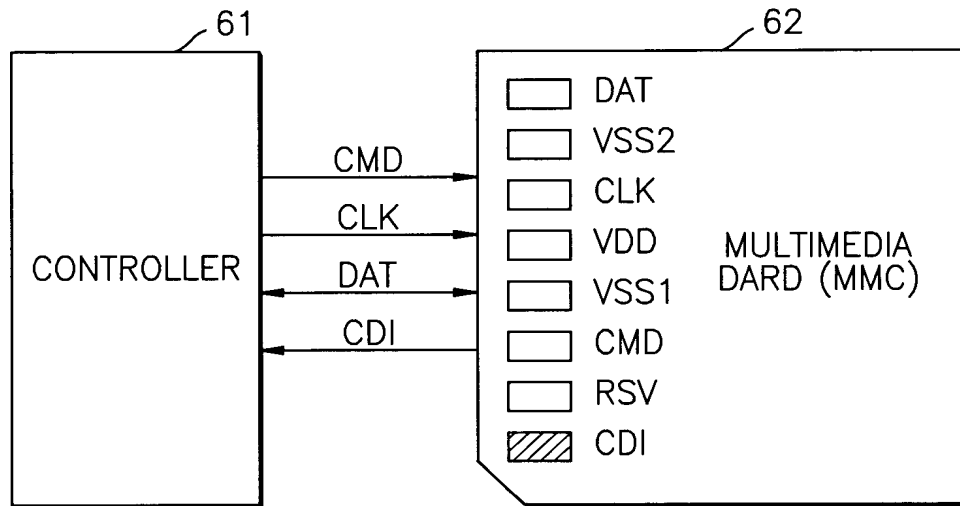 61
62
CONTROLLER
CMD
CLK
DAT
CDI
DAT
VSS2
CLK
VDD
VSS1
CMD
RSV
CDI
MULTIMEDIA
DARD (MMC)